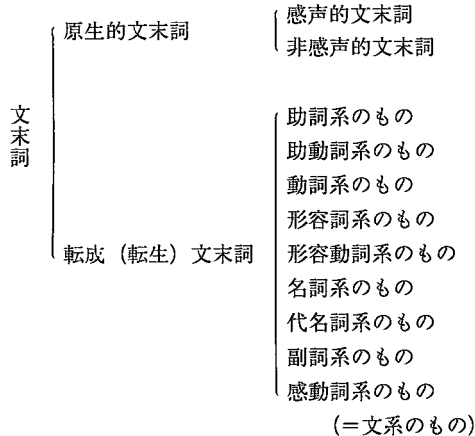 文末詞
原生的文末詞
感声的文末詞
非感声的文末詞
転成（転生）文末詞
助詞系のもの
助動詞系のもの
動詞系のもの
形容詞系のもの
形容動詞系のもの
名詞系のもの
代名詞系のもの
副詞系のもの
感動詞系のもの
（＝文系のもの）